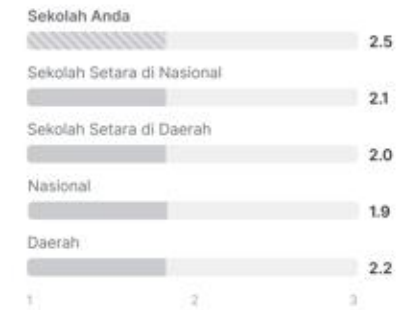 Sekolah Anda
2.5
Sekolah Setara di Nasional
2.1
Sekolah Setara di Daerah
2.0
Nasional
1.9
Daerah
2.2
1 2 3